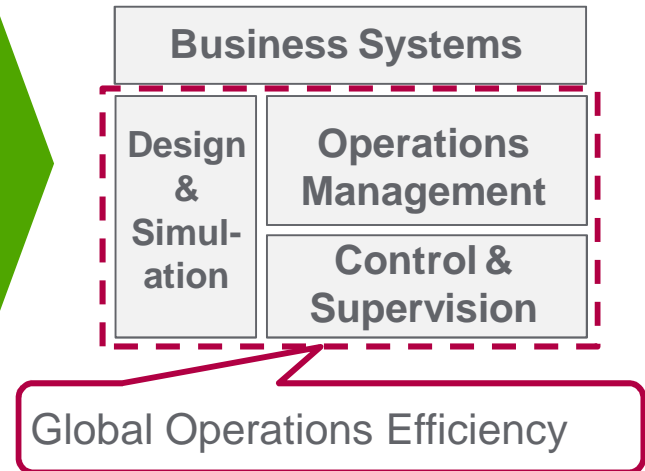 Business Systems
Design
&
Simul-
ation
Operations
Management
Control &
Supervision
Global Operations Efficiency